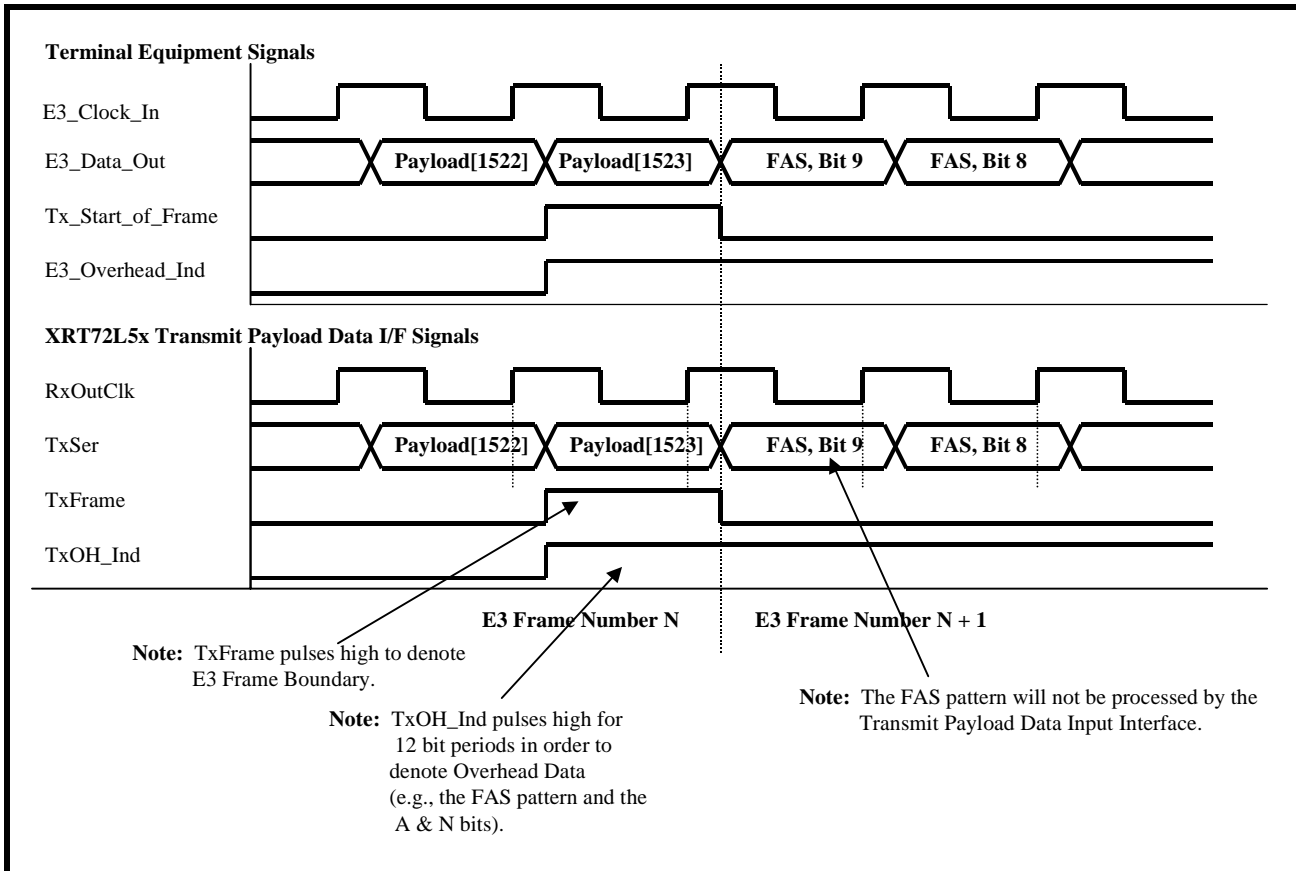 Terminal Equipment Signals
E3_Clock_In
E3_Data_Out
Payload[1522] Payload[1523] FAS, Bit 9 FAS, Bit 8
Tx_Start_of_Frame
E3_Overhead_Ind
XRT72L5x Transmit Payload Data I/F Signals
RxOutClk
TxSer
Payload[1522] Payload[1523] FAS, Bit 9 FAS, Bit 8
TxFrame
TxOH_Ind
E3 Frame Number N E3 Frame Number N + 1
Note: TxFrame pulses high to denote
E3 Frame Boundary.
Note: TxOH_Ind pulses high for
12 bit periods in order to
denote Overhead Data
(e.g., the FAS pattern and the
A & N bits).
Note: The FAS pattern will not be processed by the
Transmit Payload Data Input Interface.